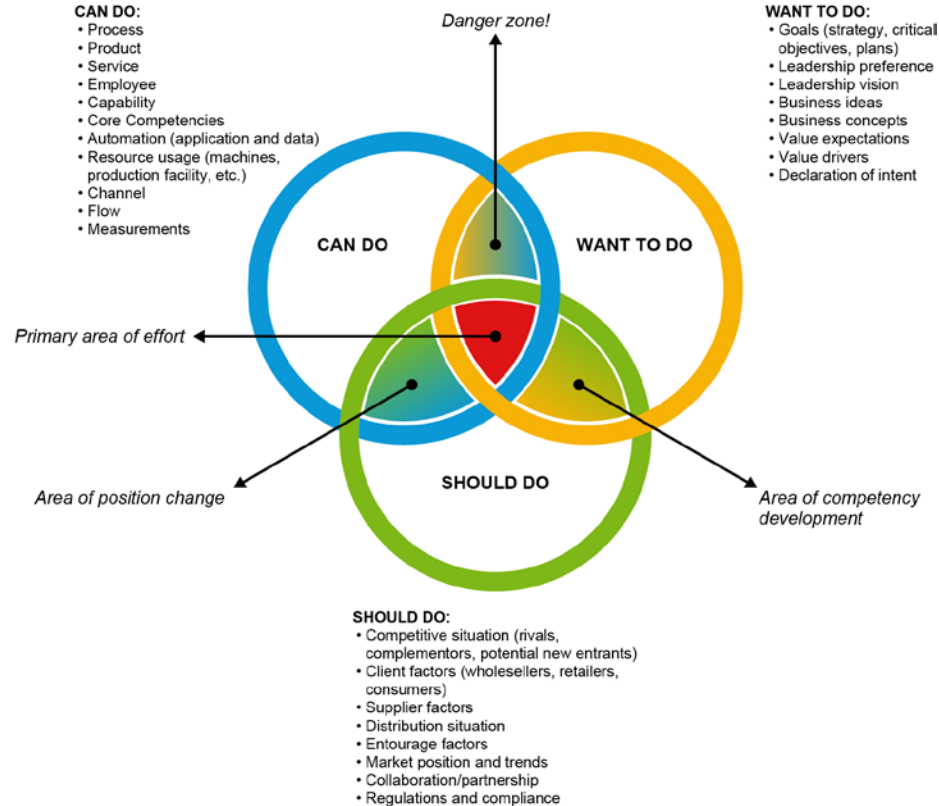 CAN DO:
• Process
• Product
• Service
• Employee
• Capability
• Core Competencies
• Automation (application and data)
• Resource usage (machines,
production facility, etc.)
• Channel
• Flow
• Measurements
Danger zone!
WANT TO DO:
• Goals (strategy, criticall
objectives, plans)
• Leadership preference
• Leadership vision
• Business ideas
• Business concepts
• Value expectations
• Value drivers
• Declaration of intent
CAN DO
WANT TO DO
Primary area of effort
SHOULD DO
Area of position change
Area of competency
development
SHOULD DO:
• Competitive situation (rivals,
complementors, potential new entrants)
• Client factors (wholesellers, retailers,
consumers)
• Supplier factors
• Distribution situation
• Entourage factors
• Market position and trends
• Collaboration/partnership
• Regulations and compliance